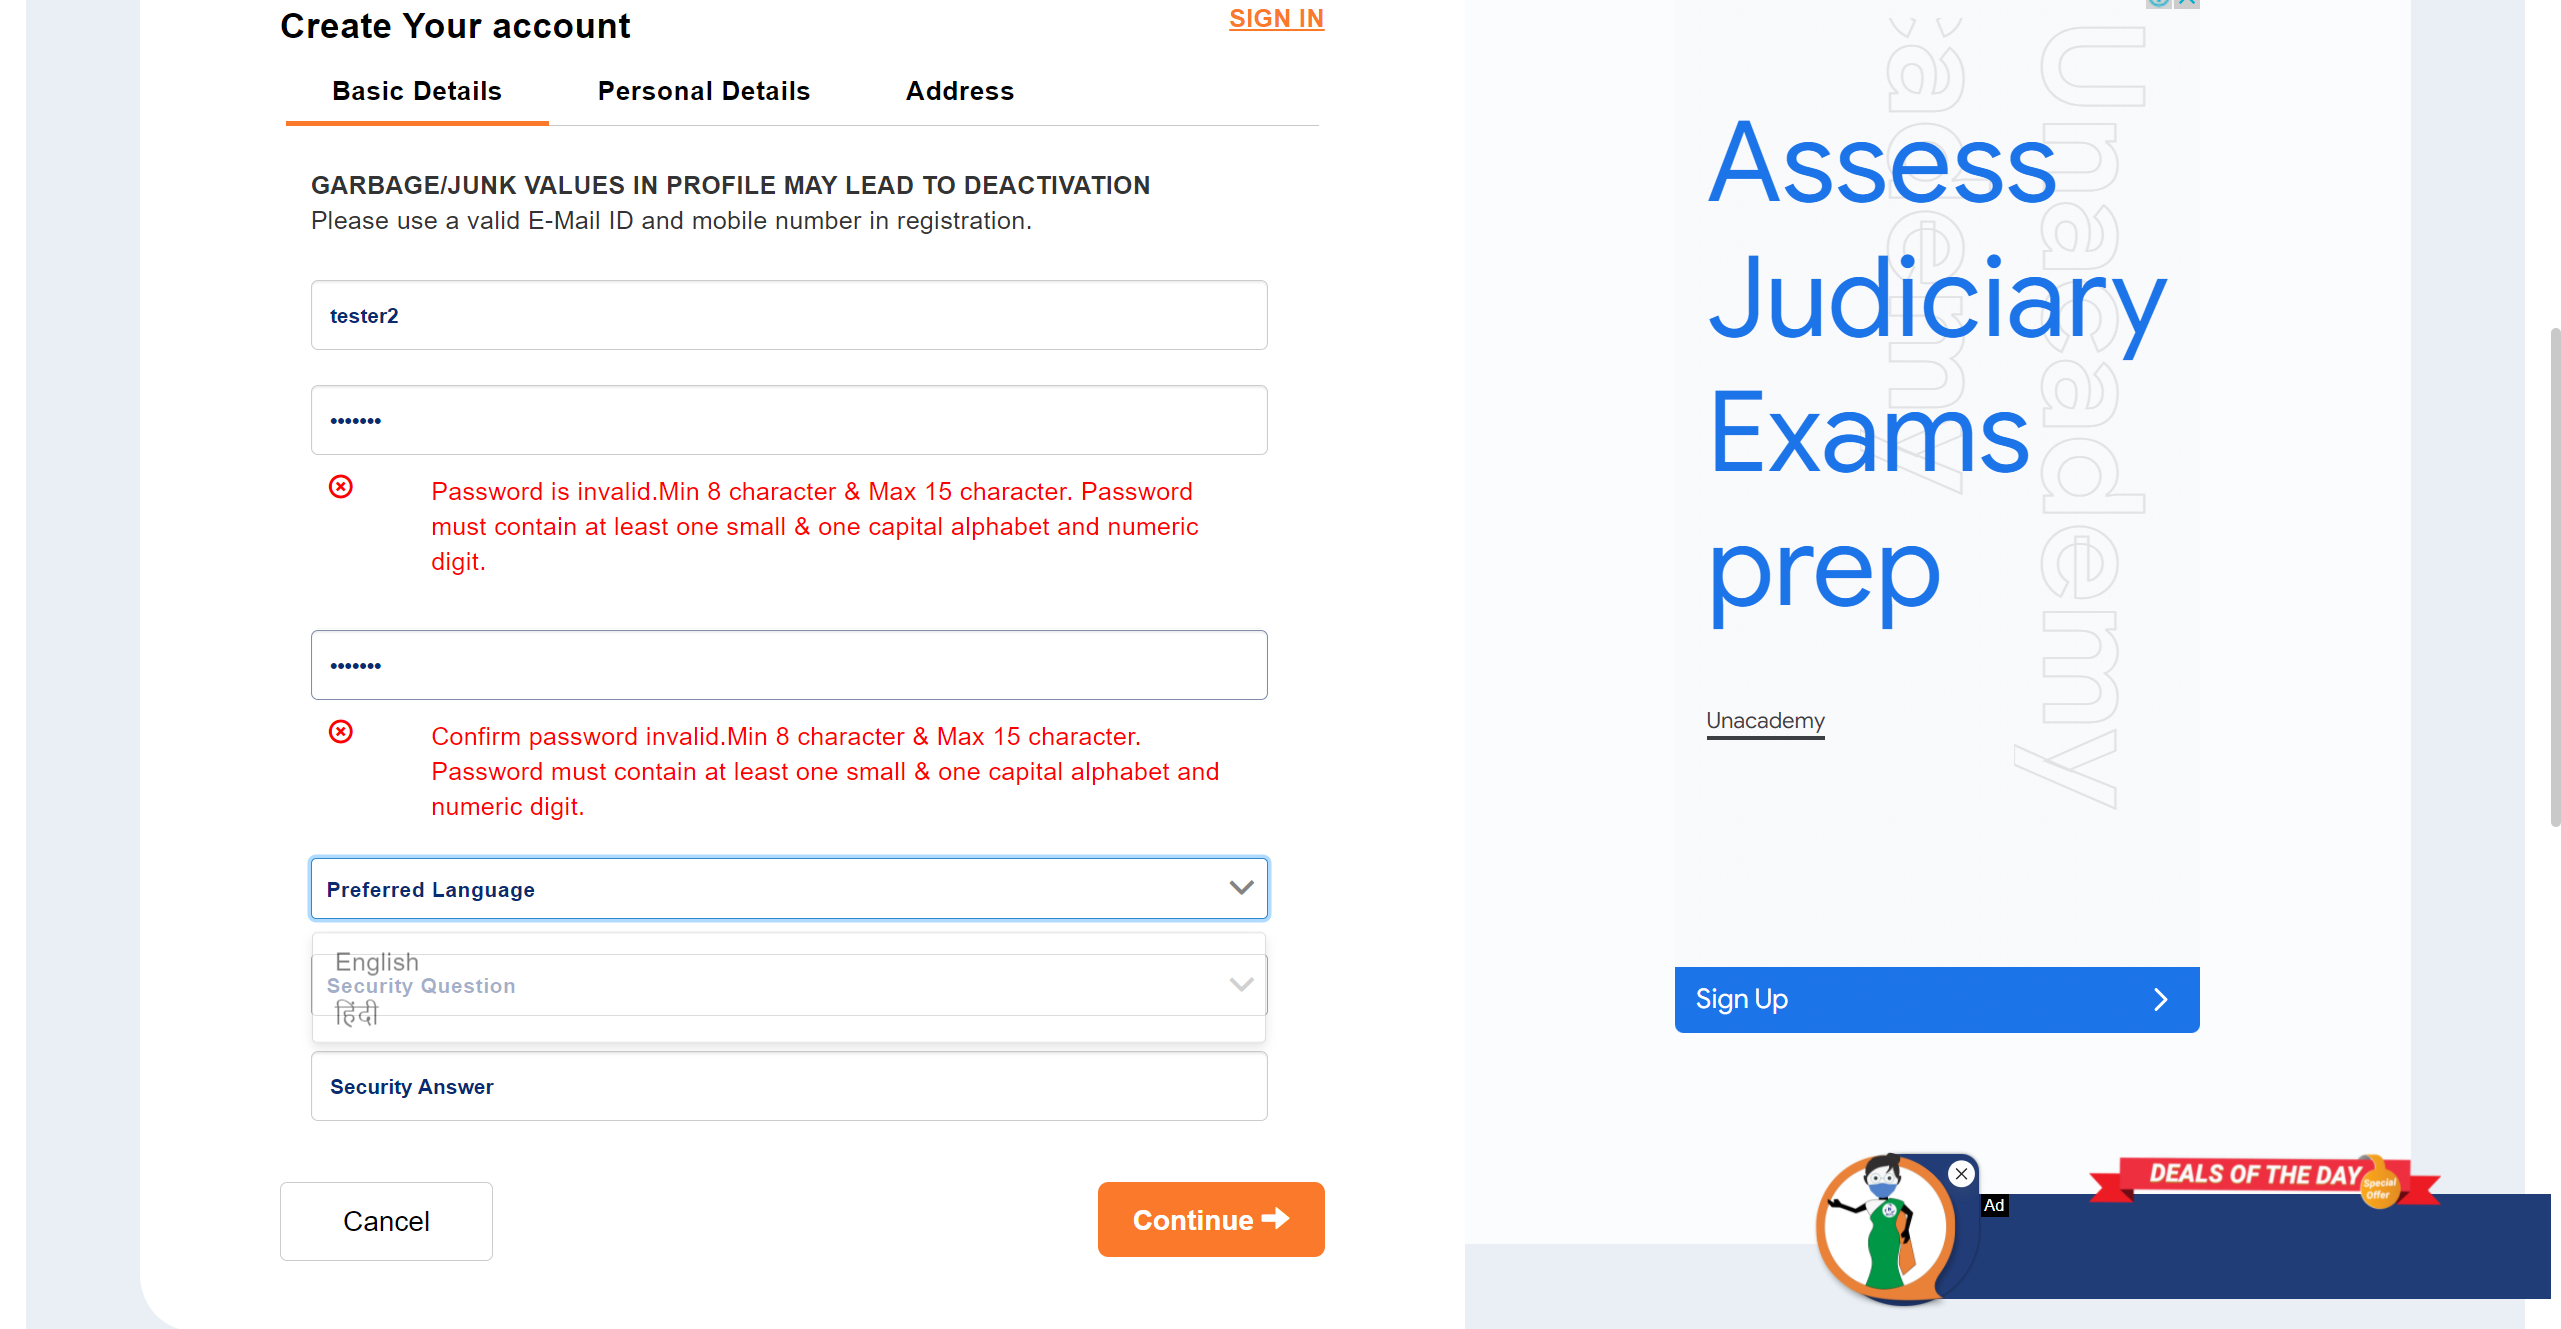 Create Your account
SIGN IN
Basic Details
Personal Details
Address
GARBAGE/JUNK VALUES IN PROFILE MAY LEAD TO DEACTIVATION
Please use a valid E-Mail ID and mobile number in registration.
tester2
•••••••
Password is invalid.Min 8 character & Max 15 character. Password
must contain at least one small & one capital alphabet and numeric
digit.
•••••••
Confirm password invalid.Min 8 character & Max 15 character.
Password must contain at least one small & one capital alphabet and
numeric digit.
Preferred Language
English
Security Question
हिंदी
Security Answer
Cancel
Continue
Unacademy
cademy
Assess
Judiciary
Exams
prep
Unacademy
Sign Up
DEALS OF THE DAY
Special
Offer
Ad